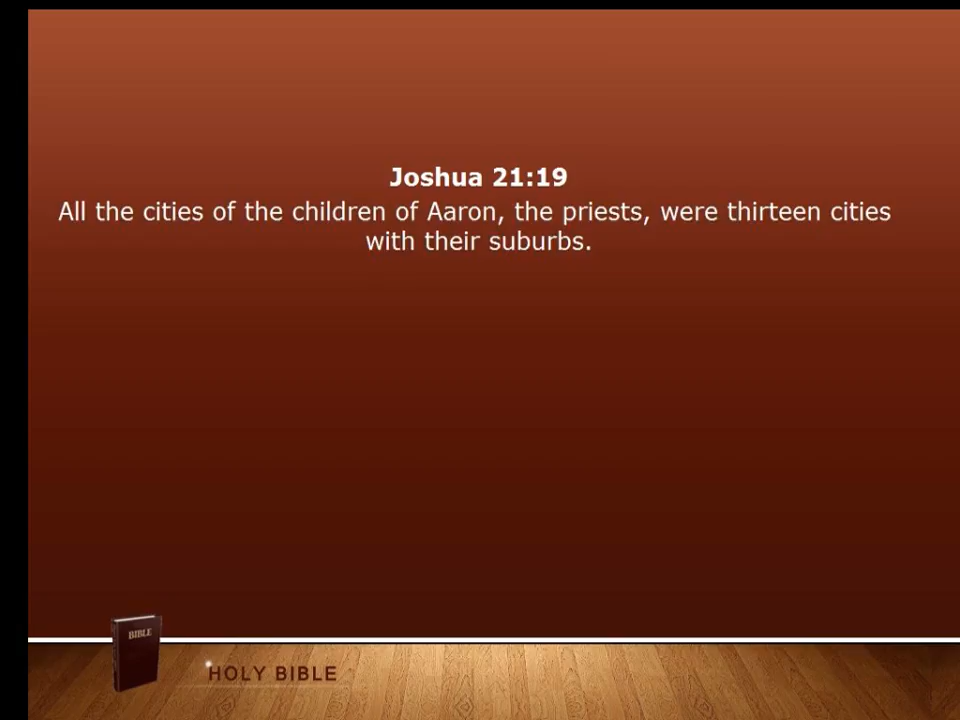 Joshua 21:19
All the cities of the children of Aaron, the priests, were thirteen cities
with their suburbs.
BIBLE
HOLY BIBLE